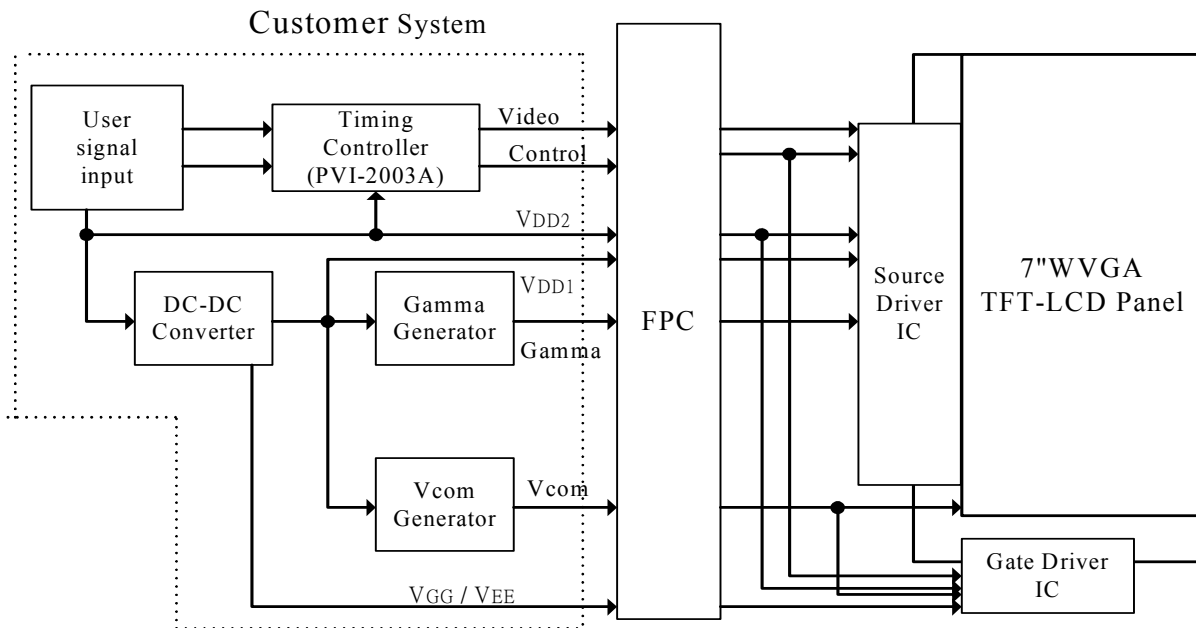 Customer System
User
signal
input
Timing
Controller
(PVI-2003A)
Video
Control
VDD2
VDD1
DC-DC
Converter
Gamma
Generator
Gamma
Vcom
Generator
Vcom
VGG / VEE
FPC
Source
Driver
IC
7"WVGA
TFT-LCD Panel
Gate Driver
IC